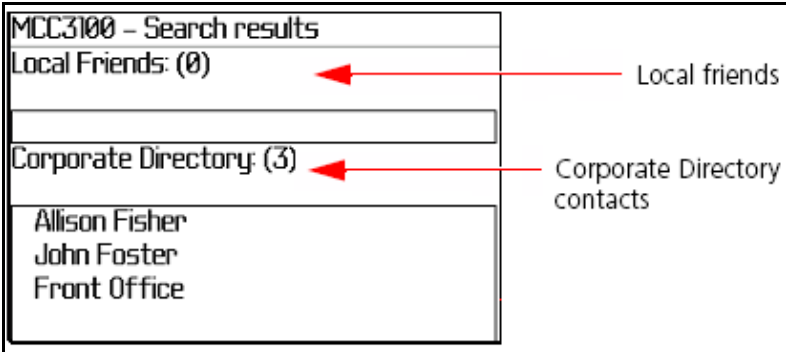 MCC3100 – Search results
Local Friends: (0)
Local friends
Corporate Directory: (3)
Corporate Directory
contacts
Allison Fisher
John Foster
Front Office